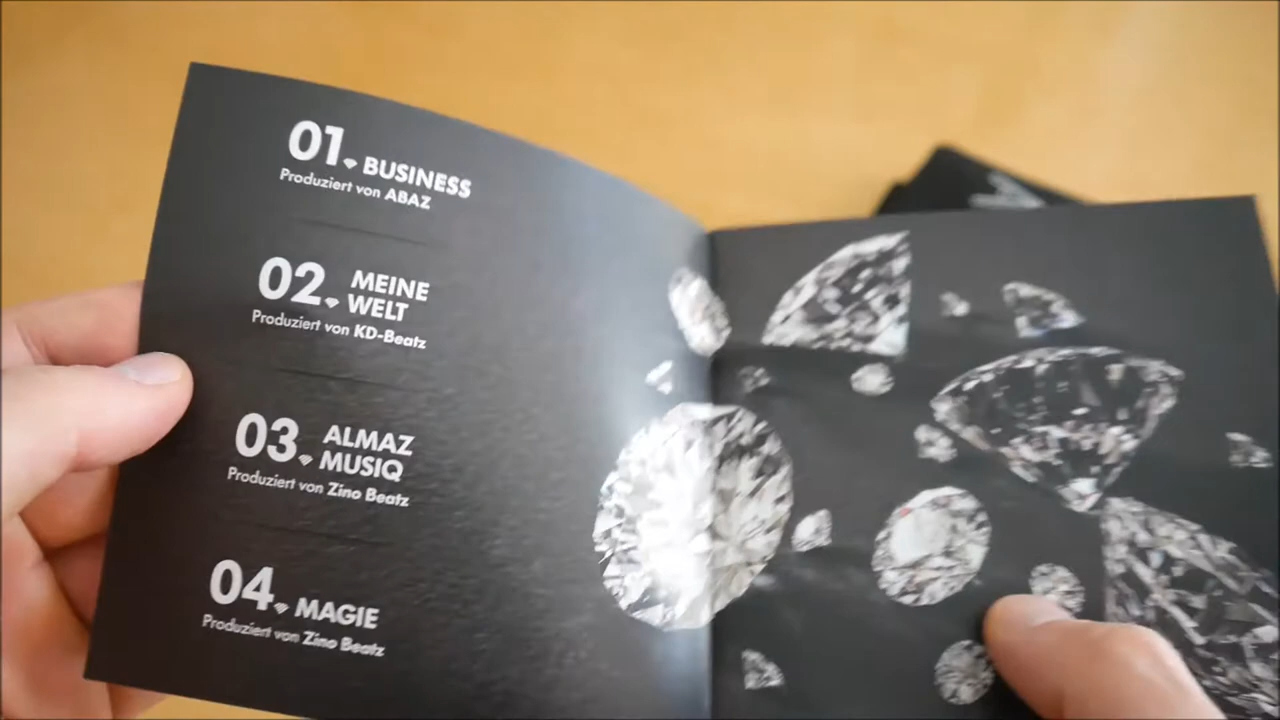 01 BUSINESS
Produziert von ABAZ
02 MEINE
WELT
Produziert von KD-Beatz
03 ALMAZ
MUSIQ
Produziert von Zino Beatz
04 MAGIE
Produziert von Zino Beatz